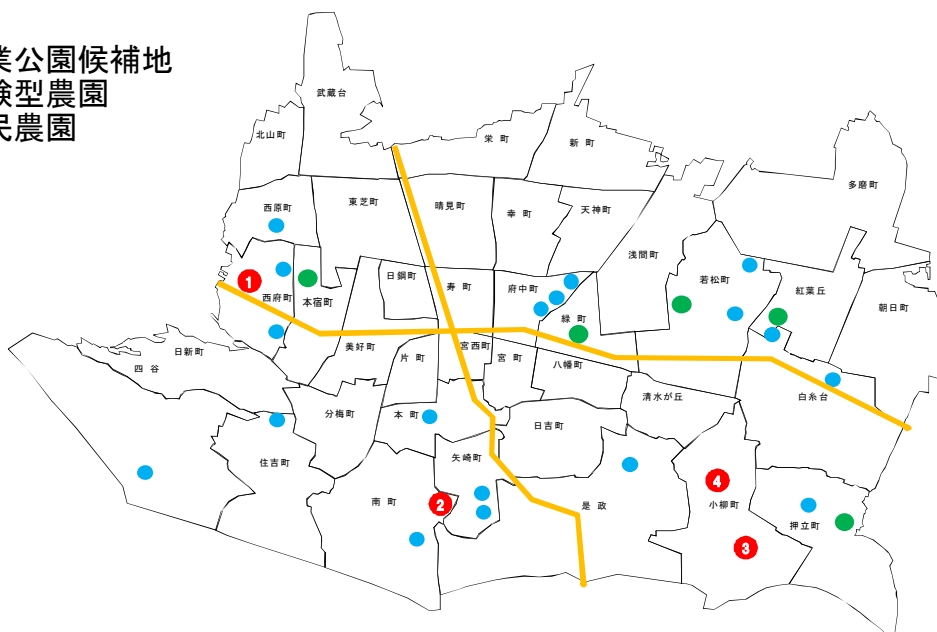 業公園候補地
験型農園
民農園
武蔵台
北山町
栄町
新町
多磨町
西原町
東芝町
晴見町
幸町
天神町
浅間町
若松町
紅葉丘
朝日町
1
西府町
本宿町
日鋼町
寿町
府中町
緑町
美好町
片町
宮西町
宮町
八幡町
日新町
四谷
分梅町
本町
日吉町
清水が丘
白糸台
住吉町
矢崎町
南町
2
是政
4
小柳町
3
押立町